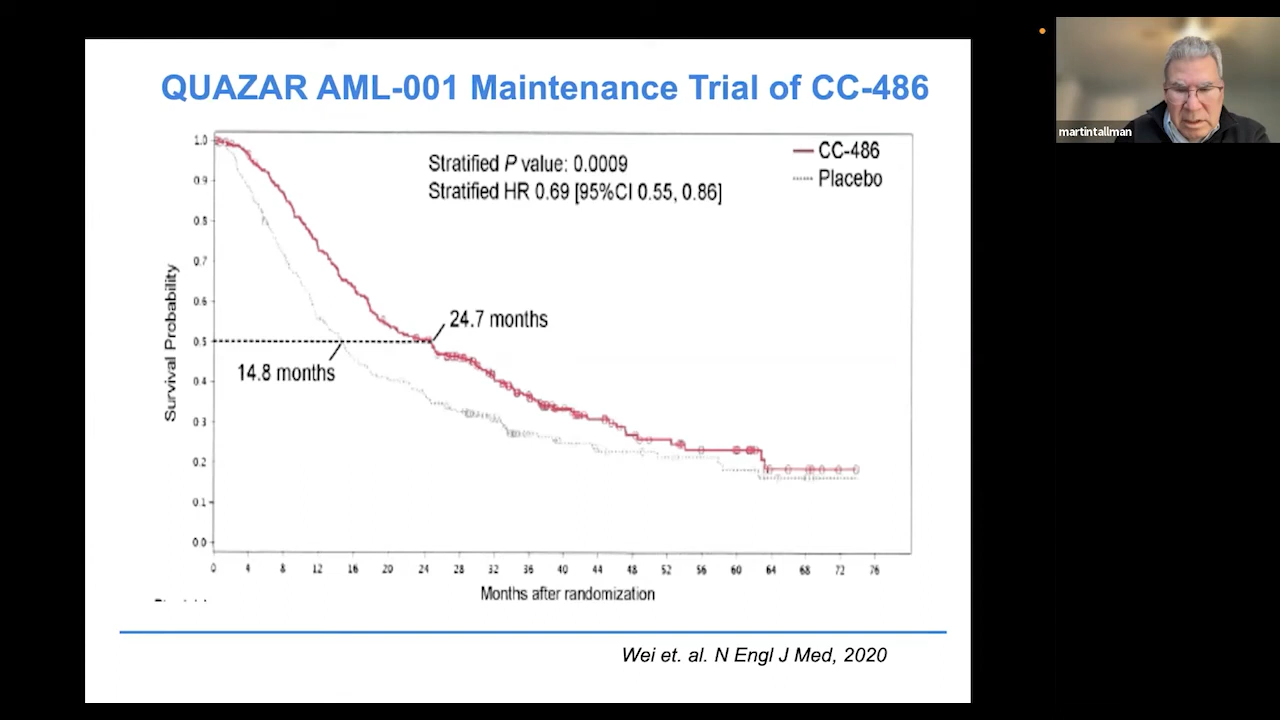 QUAZAR AML-001 Maintenance Trial of CC-486
martintallman
Stratified P value: 0.0009
Stratified HR 0.69 [95%CI 0.55, 0.86]
CC-486
Placebo
Survival Probability
1.0
0.9
0.8
0.7
0.6
0.5
0.4
0.3
0.2
0.1
0.0
24.7 months
14.8 months
0 4 8 12 16 20 24 28 32 36 40 44 48 52 56 60 64 68 72 76
Months after randomization
Wei et. al. N Engl J Med, 2020